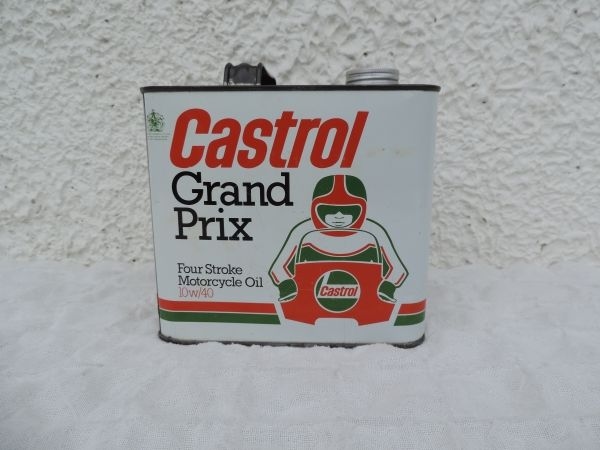 Castrol
Grand
Prix
Four Stroke
Motorcycle Oil
10w/40
Castrol